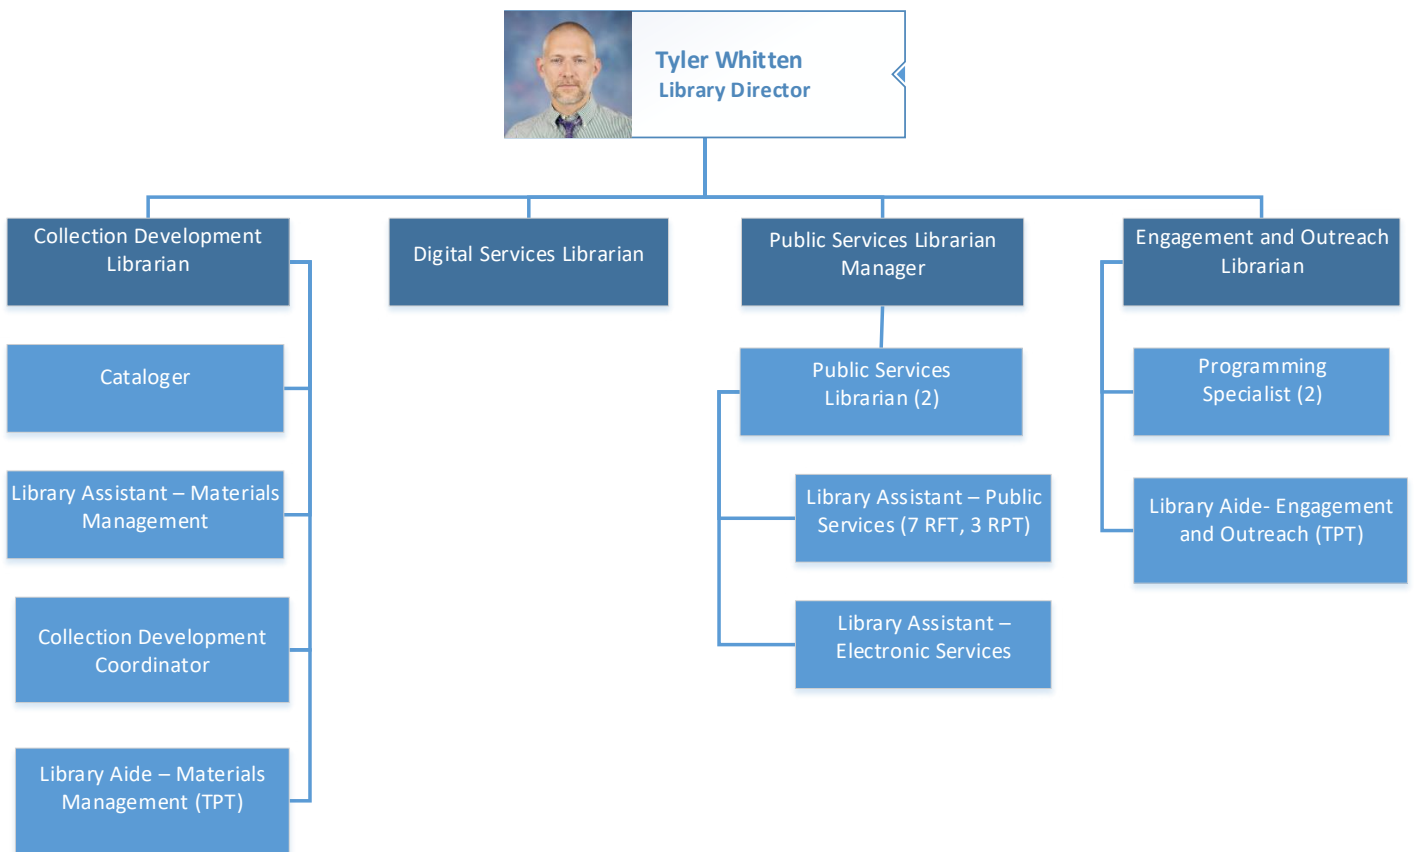 Tyler Whitten
Library Director
Collection Development
Librarian
Digital Services Librarian
Public Services Librarian
Manager
Engagement and Outreach
Librarian
Cataloger
Library Assistant – Materials
Management
Collection Development
Coordinator
Library Aide – Materials
Management (TPT)
Public Services
Librarian (2)
Library Assistant – Public
Services (7 RFT, 3 RPT)
Library Assistant –
Electronic Services
Programming
Specialist (2)
Library Aide- Engagement
and Outreach (TPT)